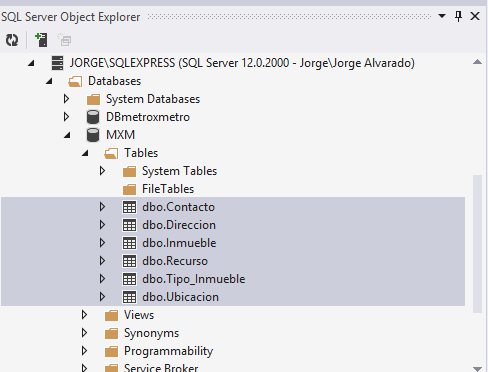 SQL Server Object Explorer
JORGE\SQLEXPRESS (SQL Server 12.0.2000 - Jorge\Jorge Alvarado)
Databases
System Databases
DBmetroxmetro
MXM
Tables
System Tables
FileTables
dbo.Contacto
dbo.Direccion
dbo.Inmueble
dbo.Recurso
dbo.Tipo_Inmueble
dbo.Ubicacion
Views
Synonyms
Programmability
Service Broker